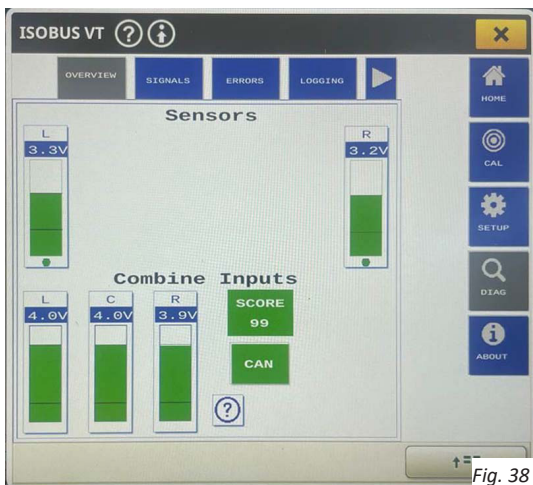 ISOBUS VT ? i
OVERVIEW
SIGNALS
ERRORS
LOGGING
HOME
Sensors
L
3.3V
R
3.2V
CAL
SETUP
Combine Inputs
L
4.0V
C
4.0V
R
3.9V
SCORE
99
CAN
?
DIAG
i
ABOUT
Fig. 38